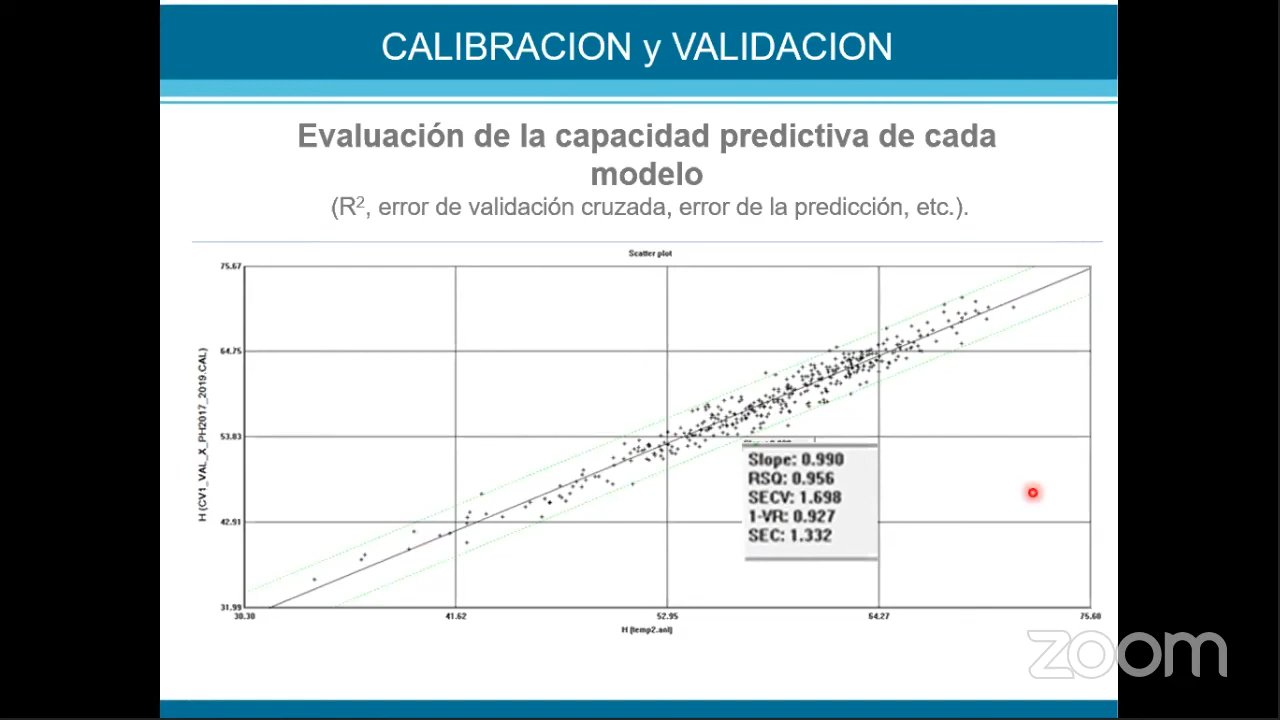 CALIBRACION y VALIDACION
Evaluación de la capacidad predictiva de cada
modelo
(R², error de validación cruzada, error de la predicción, etc.).
Scatter plot
75.67
64.75
53.83
42.91
31.99
H (CV1_VAL_X_PH2017_2019.CAL)
Slope: 0.990
RSQ: 0.956
SECV: 1.698
1-VR: 0.927
SEC: 1.332
30.30
41.62
52.95
64.27
75.60
H (temp2.anl)
zoom